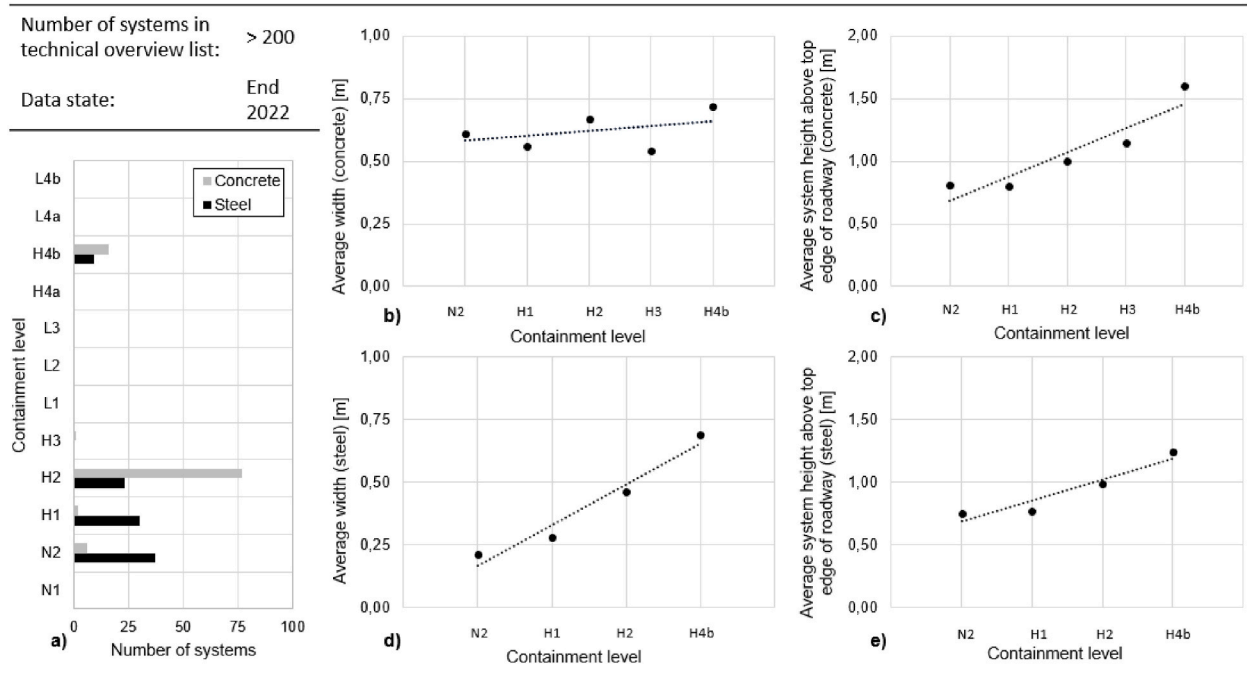 Number of systems in
technical overview list:
> 200
Data state:
End
2022
Containment level
L4b
L4a
H4b
H4a
L3
L2
L1
H3
H2
H1
N2
N1
Concrete
Steel
0
25
50
75
100
a)
Number of systems
Average width (concrete) [m]
1,00
0,75
0,50
0,25
0,00
N2
H1
H2
H3
H4b
b)
Containment level
Average system height above top
edge of roadway (concrete) [m]
2,00
1,50
1,00
0,50
0,00
N2
H1
H2
H3
H4b
c)
Containment level
Average width (steel) [m]
1,00
0,75
0,50
0,25
0,00
N2
H1
H2
H4b
d)
Containment level
Average system height above top
edge of roadway (steel) [m]
2,00
1,50
1,00
0,50
0,00
N2
H1
H2
H4b
e)
Containment level